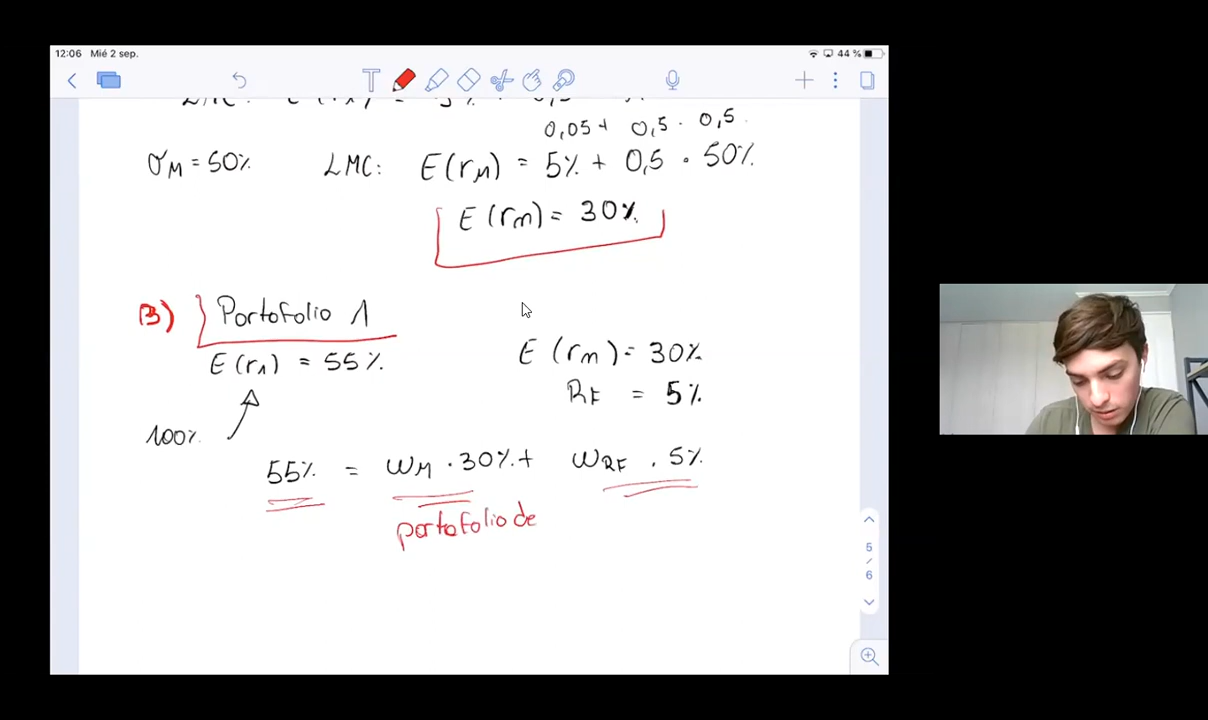 12:06 Mié 2 sep.
44 %
T
0,05 + 0,5 . 0,5
σM = 50% LMC: E(rM) = 5% + 0,5 • 50%
E(rm) = 30%
B) Portofolio 1
E(r1) = 55%
E(rm) = 30%
RF = 5%
100%
55% = WM . 30% + WRF . 5%
portafolio de
5
/
6